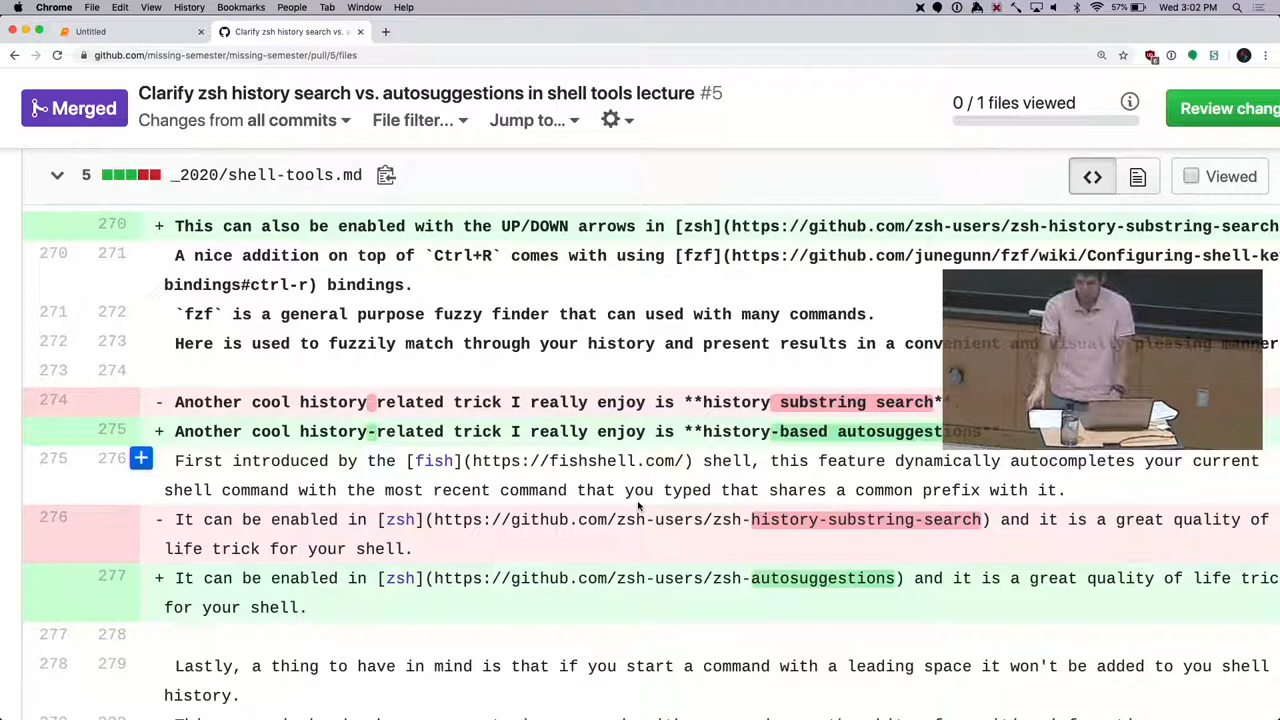 Chrome File Edit View History Bookmarks People Tab Window Help 57% Wed 3:02 PM
Untitled Clarify zsh history search vs. a
github.com/missing-semester/missing-semester/pull/5/files
Clarify zsh history search vs. autosuggestions in shell tools lecture #5
Merged
0 / 1 files viewed
Review chang
Changes from all commits File filter... Jump to...
5 _2020/shell-tools.md Viewed
270 + This can also be enabled with the UP/DOWN arrows in [zsh](https://github.com/zsh-users/zsh-history-substring-search
270 271 A nice addition on top of `Ctrl+R` comes with using [fzf](https://github.com/junegunn/fzf/wiki/Configuring-shell-ke
bindings#ctrl-r) bindings.
271 272 `fzf` is a general purpose fuzzy finder that can used with many commands.
272 273 Here is used to fuzzily match through your history and present results in a convenient and visually pleasing manner
273 274
274 - Another cool history related trick I really enjoy is **history substring search**.
275 + Another cool history-related trick I really enjoy is **history-based autosuggestions**
275 276 First introduced by the [fish](https://fishshell.com/) shell, this feature dynamically autocompletes your current
shell command with the most recent command that you typed that shares a common prefix with it.
276 - It can be enabled in [zsh](https://github.com/zsh-users/zsh-history-substring-search) and it is a great quality of
life trick for your shell.
277 + It can be enabled in [zsh](https://github.com/zsh-users/zsh-autosuggestions) and it is a great quality of life tric
for your shell.
277 278
278 279 Lastly, a thing to have in mind is that if you start a command with a leading space it won't be added to you shell
history.